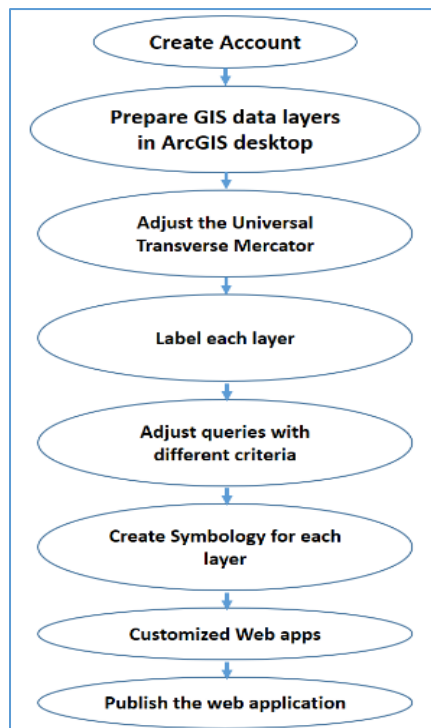 Create Account
Prepare GIS data layers
in ArcGIS desktop
Adjust the Universal
Transverse Mercator
Label each layer
Adjust queries with
different criteria
Create Symbology for each
layer
Customized Web apps
Publish the web application